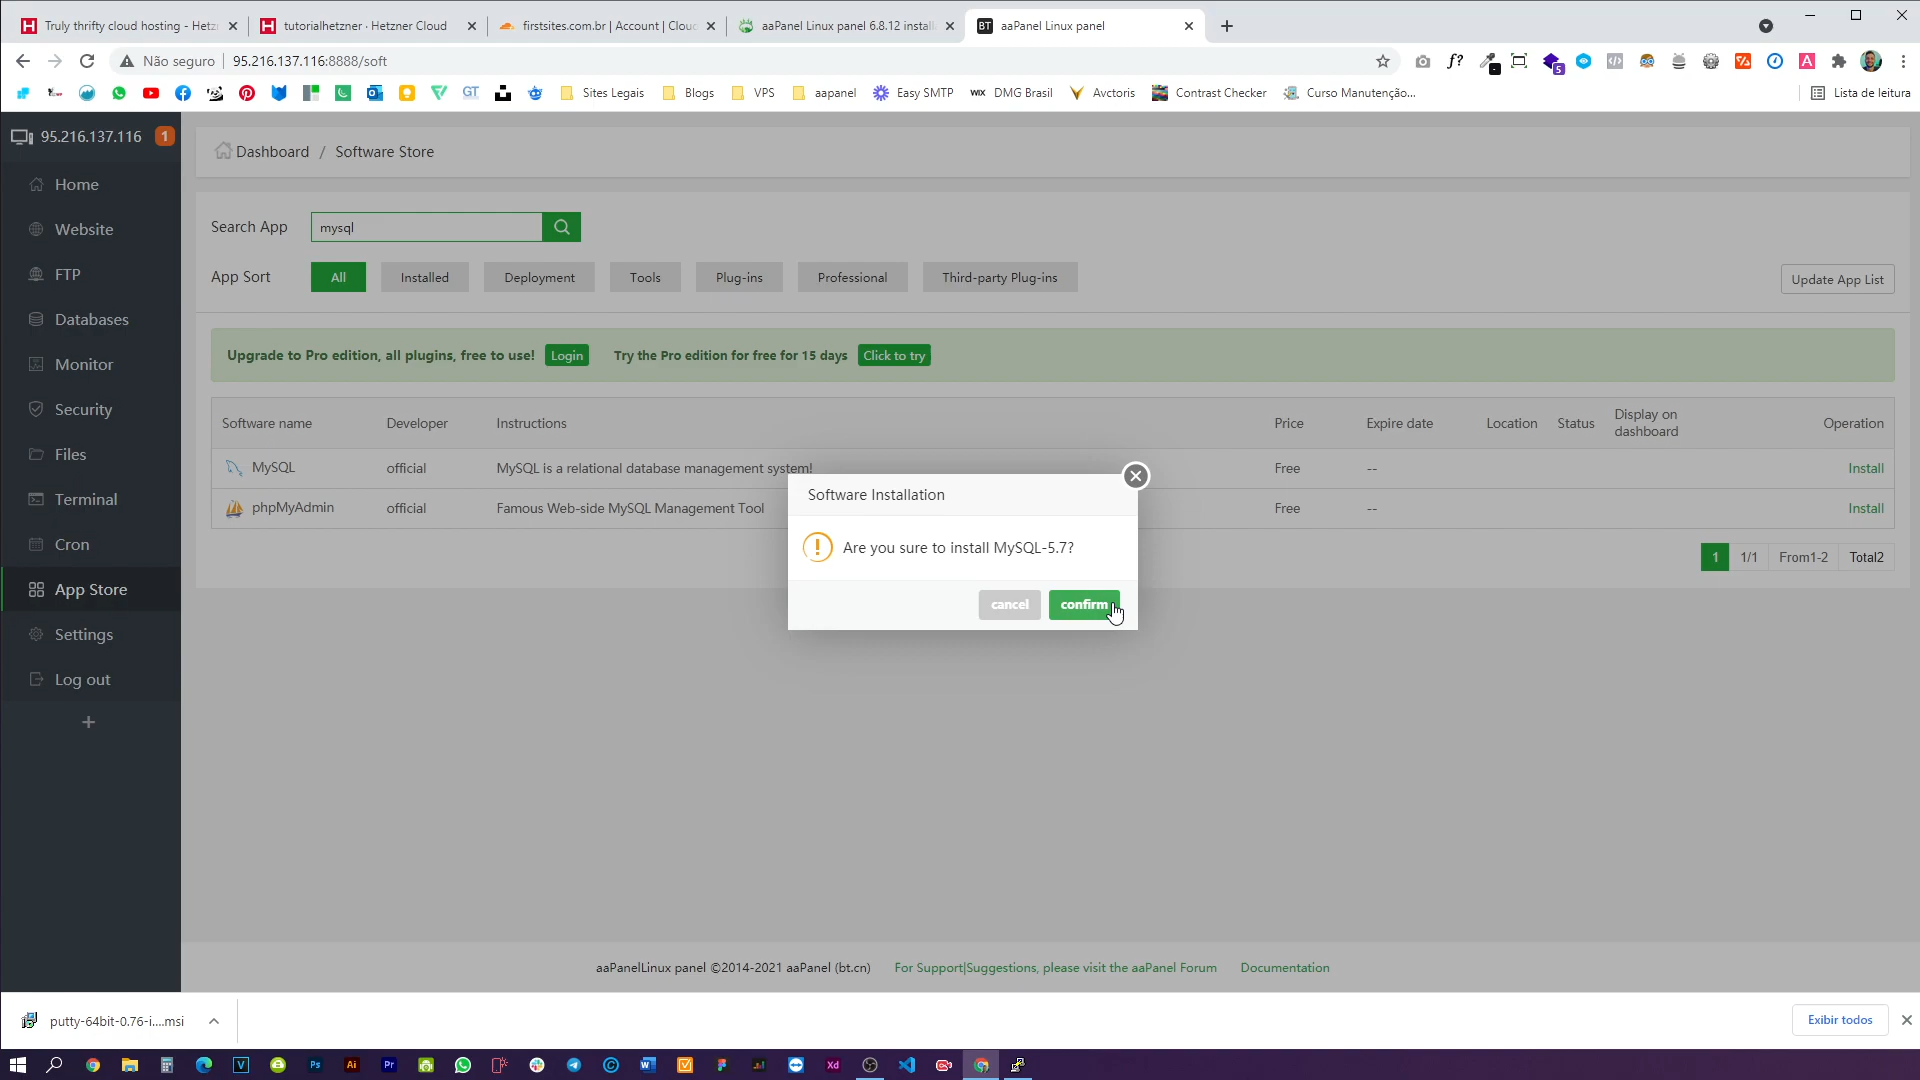 Truly thrifty cloud hosting - Hetz
tutorialhetzner · Hetzner Cloud
firstsites.com.br | Account | Clouc
aaPanel Linux panel 6.8.12 install
BT aaPanel Linux panel
Não seguro 95.216.137.116:8888/soft
Sites Legais
Blogs
VPS
aapanel
Easy SMTP
WIX DMG Brasil
Avctoris
Contrast Checker
Curso Manutenção...
Lista de leitura
95.216.137.116 1
Dashboard / Software Store
Home
Website
FTP
Databases
Monitor
Security
Files
Terminal
Cron
App Store
Settings
Log out
Search App mysql
App Sort All Installed Deployment Tools Plug-ins Professional Third-party Plug-ins Update App List
Upgrade to Pro edition, all plugins, free to use! Login Try the Pro edition for free for 15 days Click to try
Software name Developer Instructions Price Expire date Location Status Display on dashboard Operation
MySQL official MySQL is a relational database management system! Free -- Install
phpMyAdmin official Famous Web-side MySQL Management Tool Free -- Install
1 1/1 From1-2 Total2
Software Installation
Are you sure to install MySQL-5.7?
cancel confirm
aaPanelLinux panel ©2014-2021 aaPanel (bt.cn) For Support|Suggestions, please visit the aaPanel Forum Documentation
putty-64bit-0.76-i....msi
Exibir todos